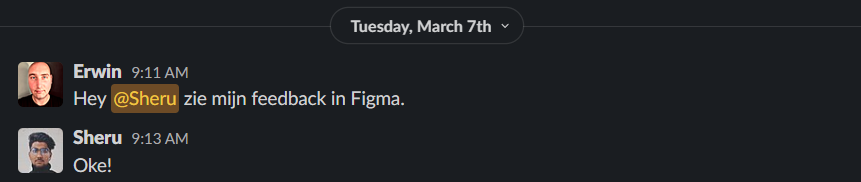 Tuesday, March 7th
Erwin 9:11 AM
Hey @Sheru zie mijn feedback in Figma.
Sheru 9:13 AM
Oke!